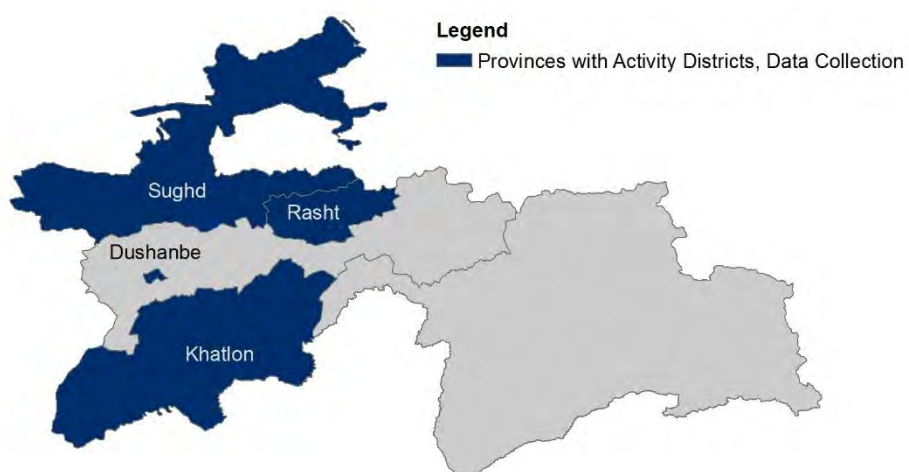 Legend
Provinces with Activity Districts, Data Collection
Sughd
Rasht
Dushanbe
Khatlon